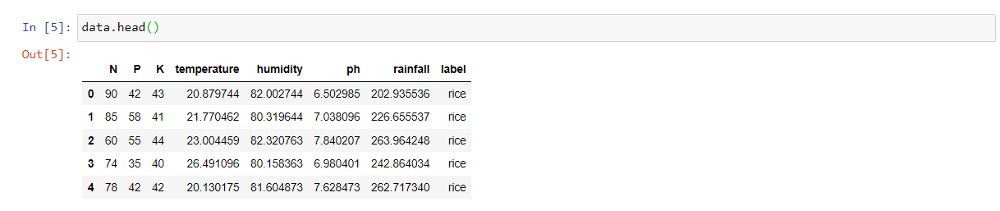 In [5]: data.head()
Out[5]:
N P K temperature humidity ph rainfall label
0 90 42 43 20.879744 82.002744 6.502985 202.935536 rice
1 85 58 41 21.770462 80.319644 7.038096 226.655537 rice
2 60 55 44 23.004459 82.320763 7.840207 263.964248 rice
3 74 35 40 26.491096 80.158363 6.980401 242.864034 rice
4 78 42 42 20.130175 81.604873 7.628473 262.717340 rice